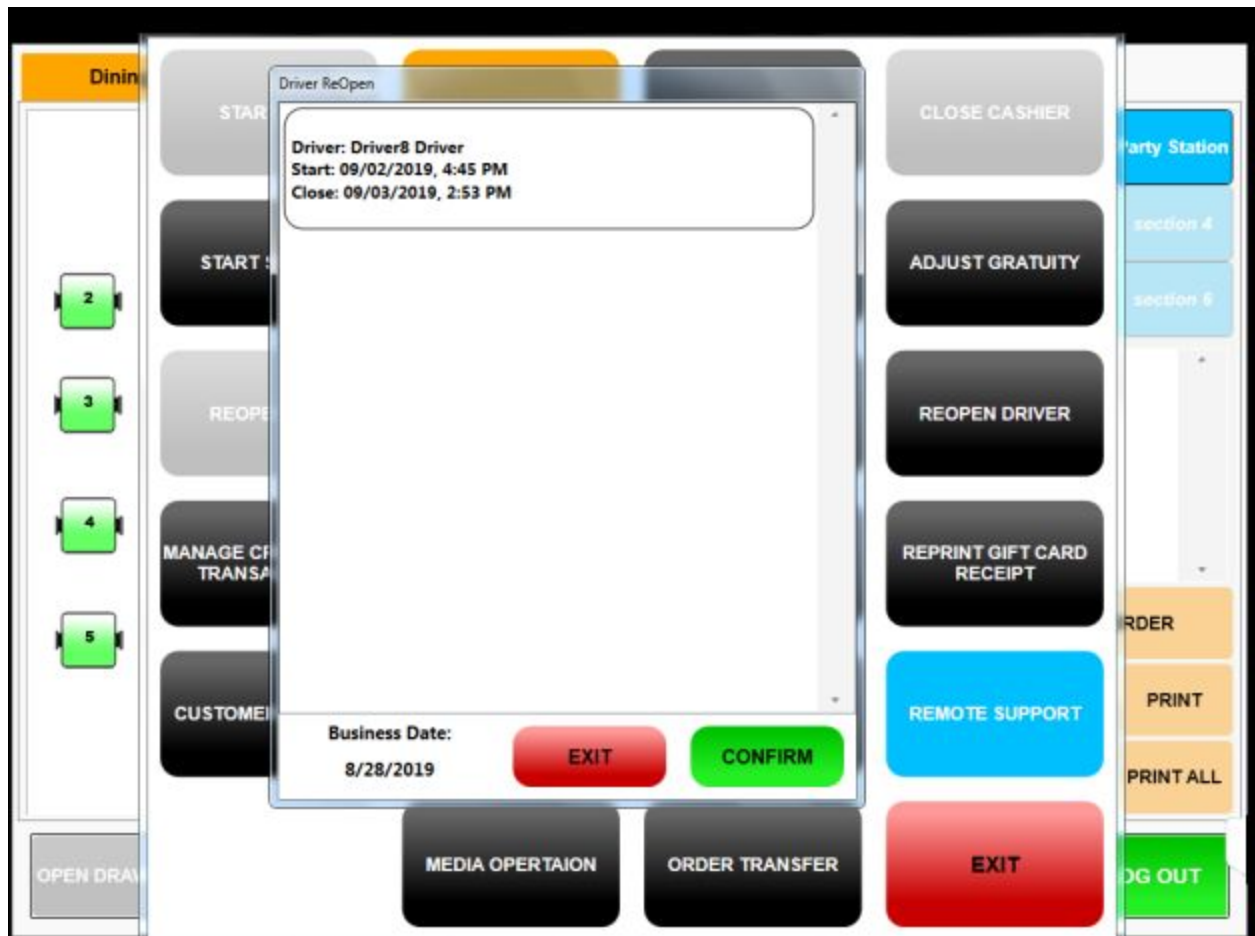 Dinin
STAR
Driver ReOpen
CLOSE CASHIER
Driver: Driver8 Driver
Start: 09/02/2019, 4:45 PM
Close: 09/03/2019, 2:53 PM
arty Station
section 4
START
ADJUST GRATUITY
section 6
2
3
REOPE
REOPEN DRIVER
4
MANAGE CR
TRANSA
REPRINT GIFT CARD
RECEIPT
5
RDER
CUSTOMER
REMOTE SUPPORT
PRINT
Business Date:
8/28/2019
EXIT
CONFIRM
PRINT ALL
OPEN DRAW
MEDIA OPERTAION
ORDER TRANSFER
EXIT
OG OUT